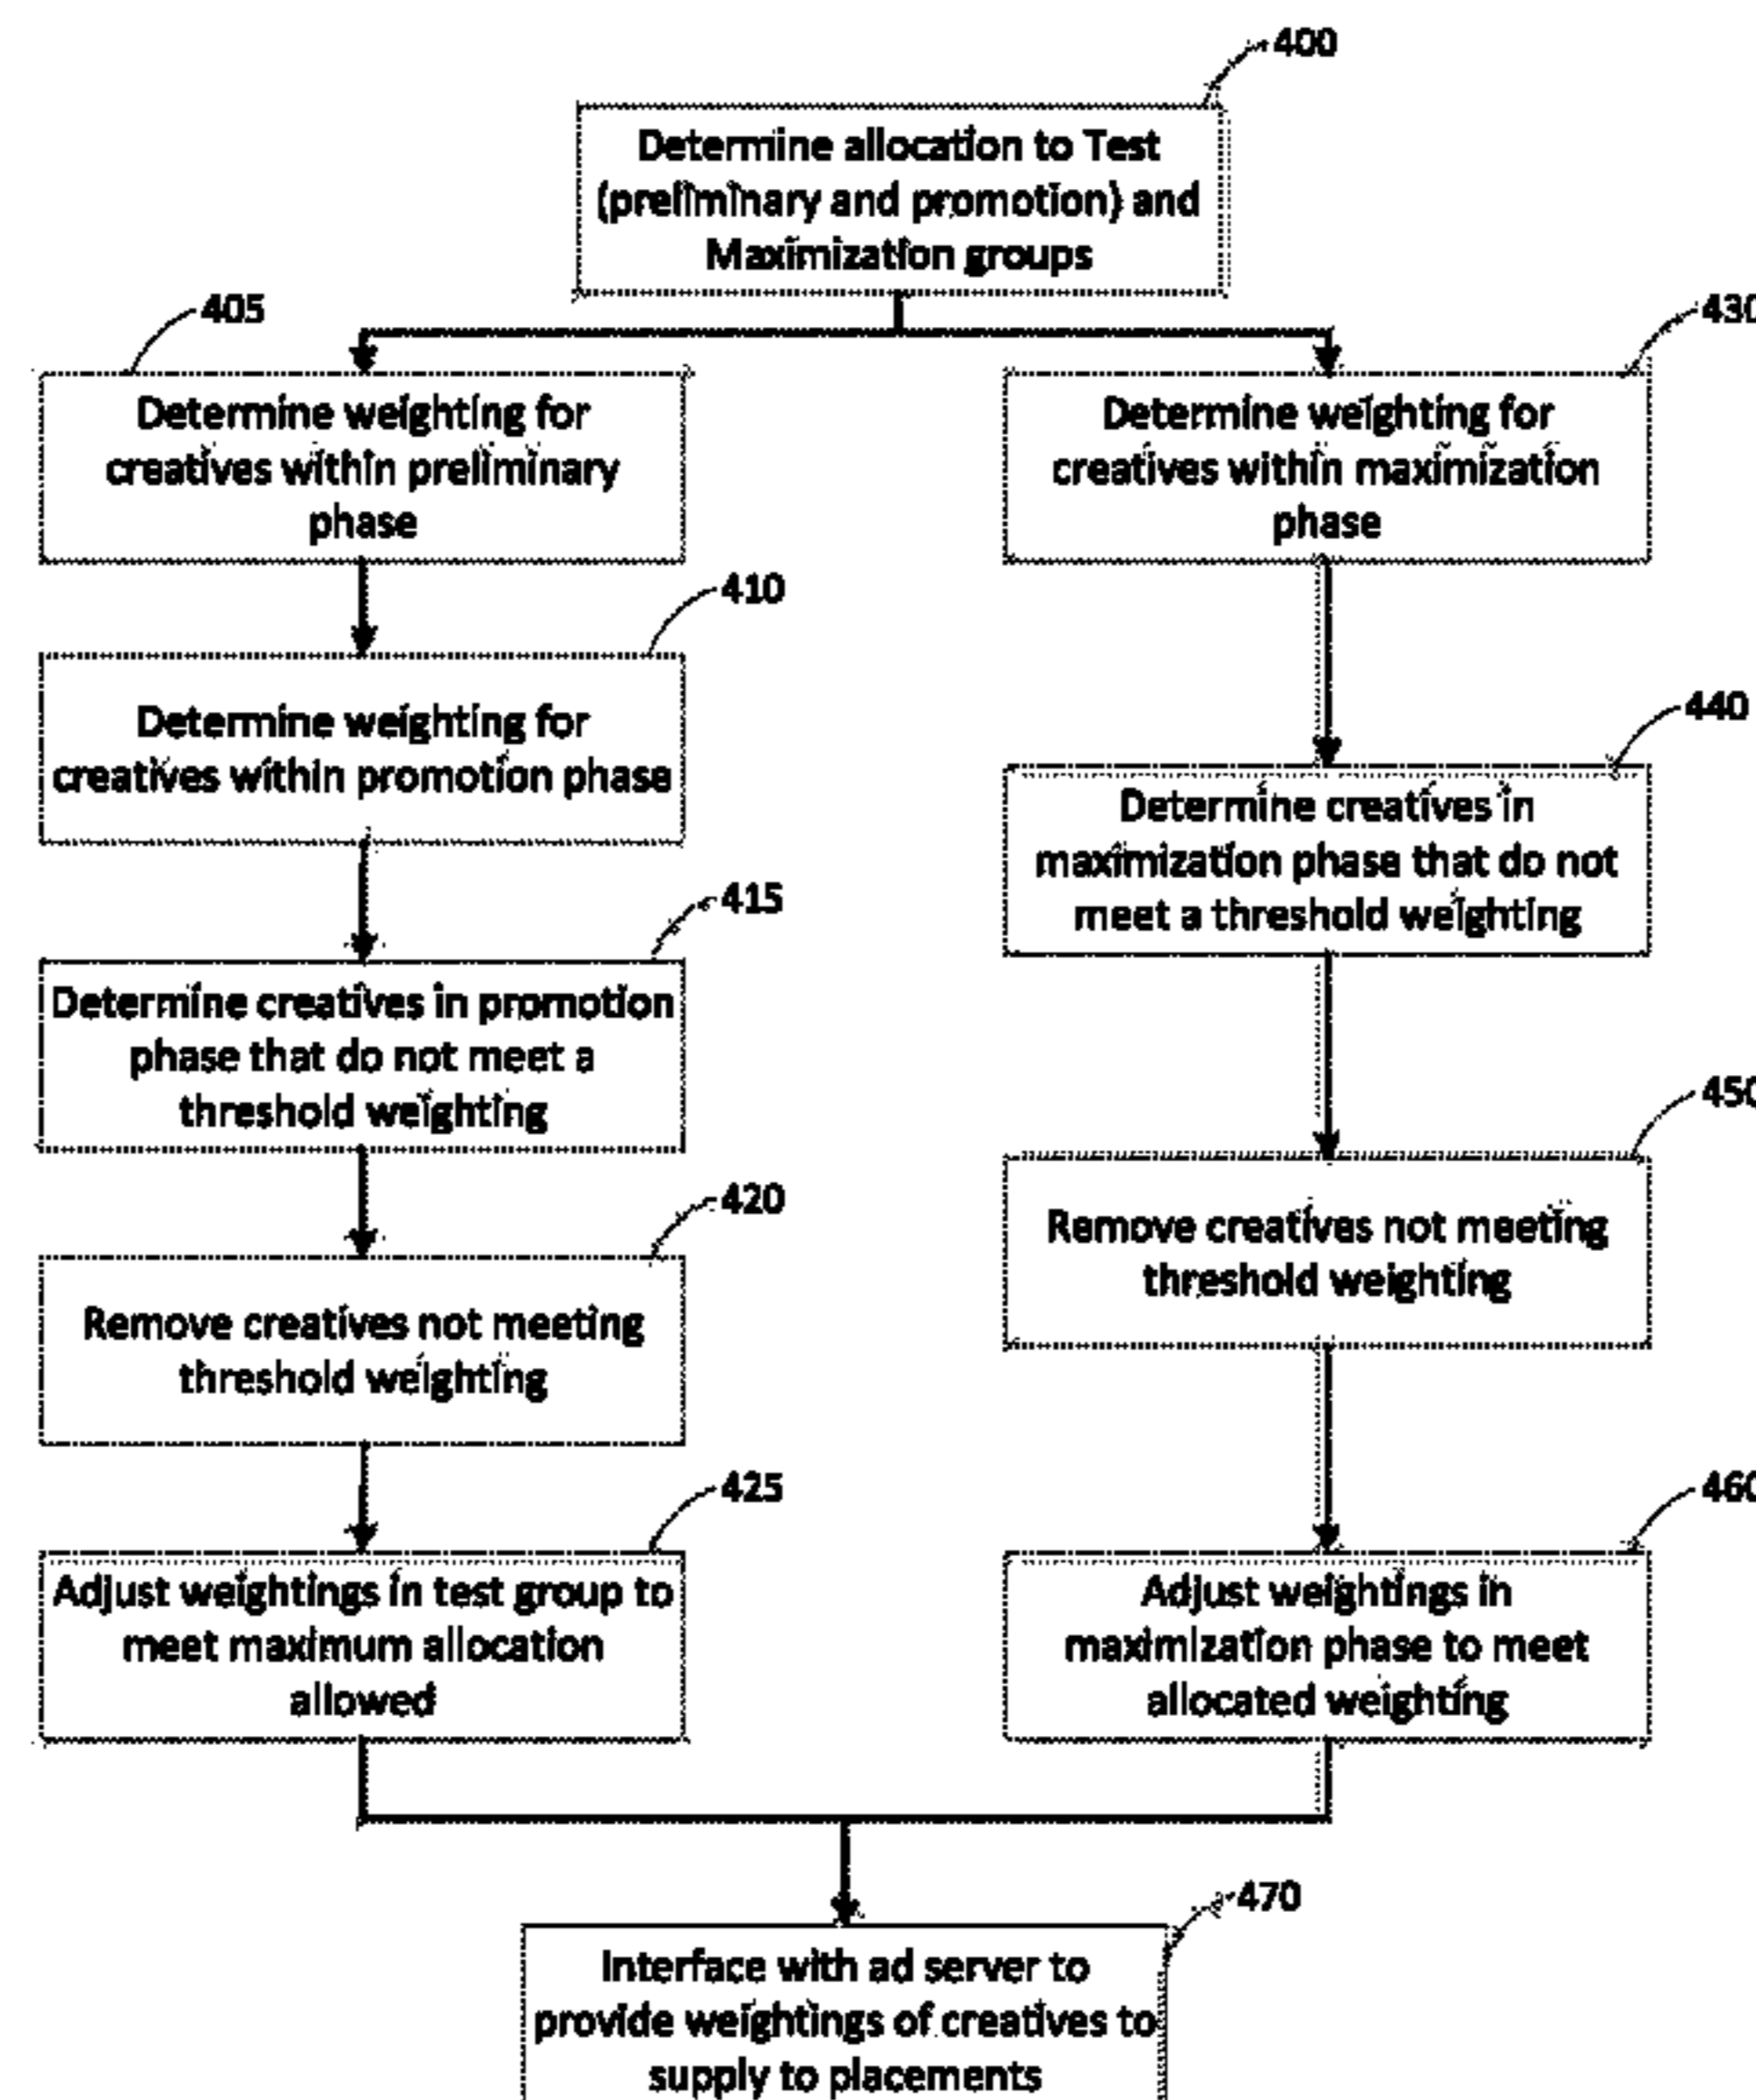 400
Determine allocation to Test
(preliminary and promotion) and
Maximization groups
405
Determine weighting for
creatives within preliminary
phase
410
Determine weighting for
creatives within promotion phase
415
Determine creatives in promotion
phase that do not meet a
threshold weighting
420
Remove creatives not meeting
threshold weighting
425
Adjust weightings in test group to
meet maximum allocation
allowed
430
Determine weighting for
creatives within maximization
phase
440
Determine creatives in
maximization phase that do not
meet a threshold weighting
450
Remove creatives not meeting
threshold weighting
460
Adjust weightings in
maximization phase to meet
allocated weighting
470
Interface with ad server to
provide weightings of creatives to
supply to placements